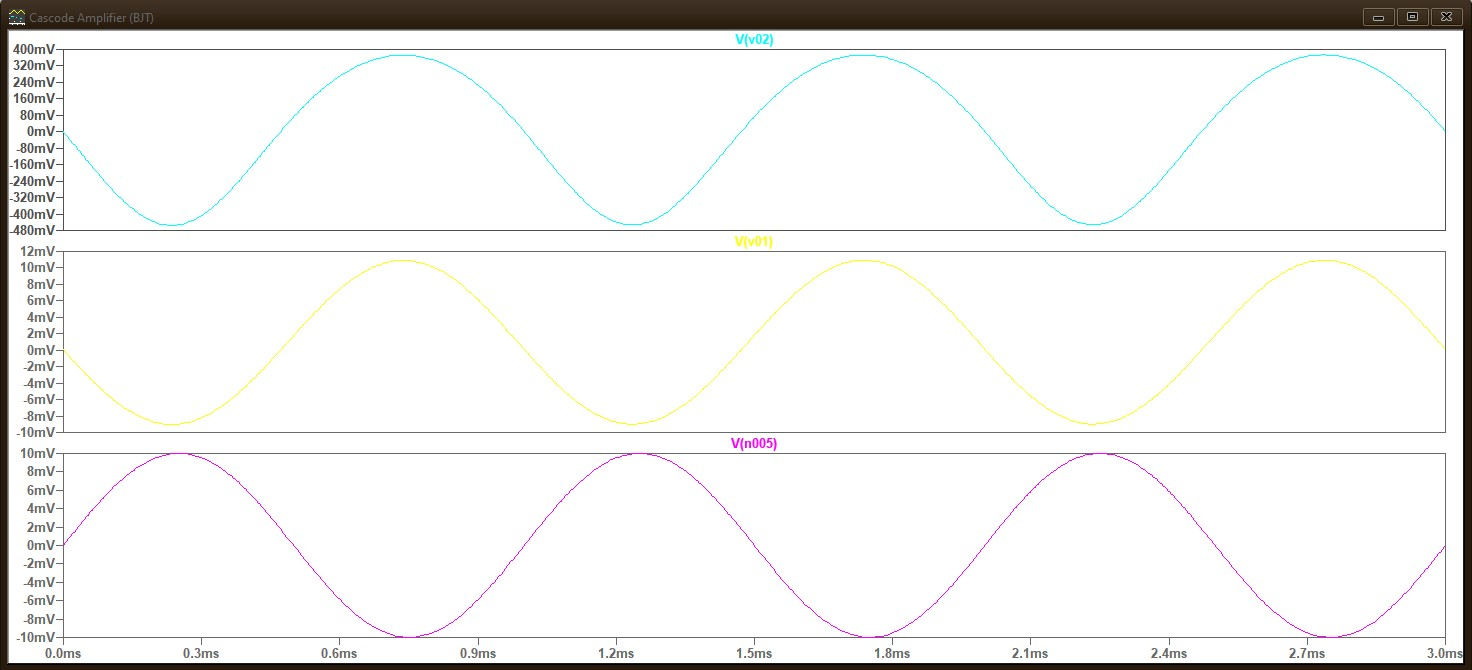 Cascode Amplifier (BJT)
V(v02)
400mV
320mV
240mV
160mV
80mV
0mV
-80mV
-160mV
-240mV
-320mV
-400mV
-480mV
V(v01)
12mV
10mV
8mV
6mV
4mV
2mV
0mV
-2mV
-4mV
-6mV
-8mV
-10mV
V(n005)
10mV
8mV
6mV
4mV
2mV
0mV
-2mV
-4mV
-6mV
-8mV
-10mV
0.0ms 0.3ms 0.6ms 0.9ms 1.2ms 1.5ms 1.8ms 2.1ms 2.4ms 2.7ms 3.0ms